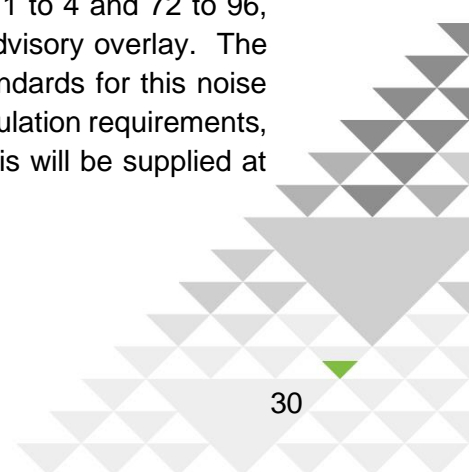 1 to 4 and 72 to 96,
dvisory overlay. The
ndards for this noise
ulation requirements,
is will be supplied at
30